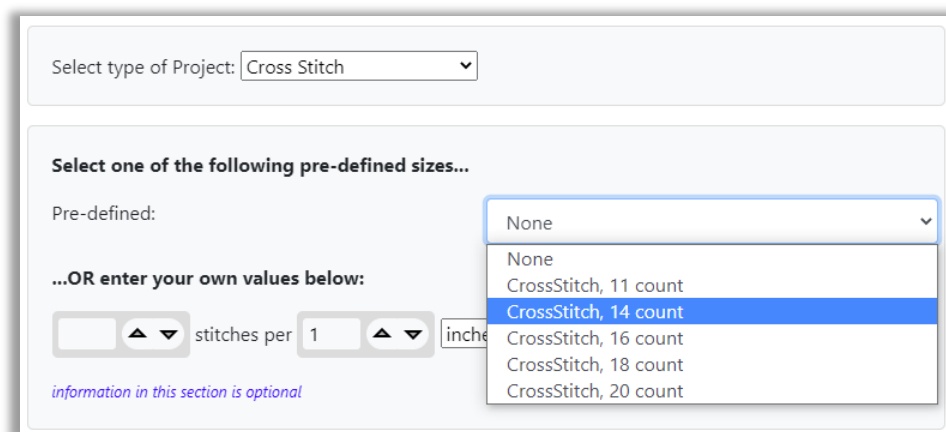 Select type of Project: Cross Stitch
Select one of the following pre-defined sizes...
Pre-defined:
None
None
CrossStitch, 11 count
...OR enter your own values below:
CrossStitch, 14 count
CrossStitch, 16 count
stitches per 1 inche
CrossStitch, 18 count
information in this section is optional
CrossStitch, 20 count